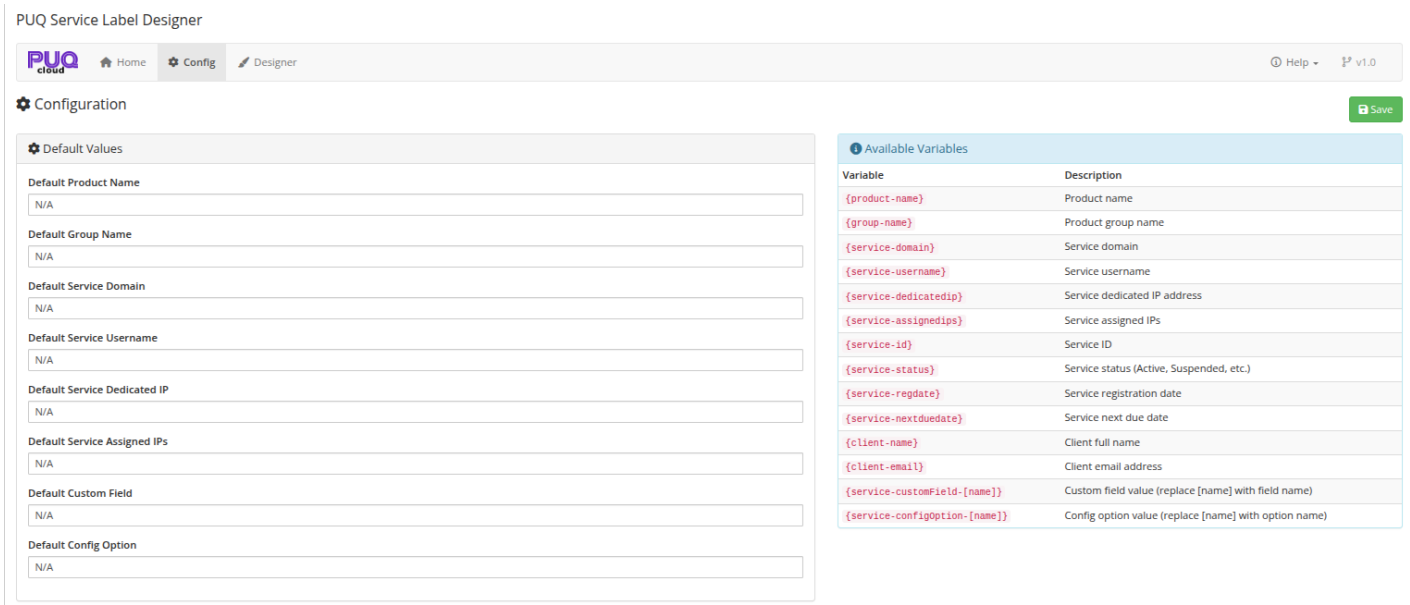 PUQ Service Label Designer
PUQ cloud Home Config Designer Help v1.0
Configuration
Save
Default Values
Default Product Name
N/A
Default Group Name
N/A
Default Service Domain
N/A
Default Service Username
N/A
Default Service Dedicated IP
N/A
Default Service Assigned IPs
N/A
Default Custom Field
N/A
Default Config Option
N/A
Available Variables
Variable Description
{product-name} Product name
{group-name} Product group name
{service-domain} Service domain
{service-username} Service username
{service-dedicatedip} Service dedicated IP address
{service-assignedips} Service assigned IPs
{service-id} Service ID
{service-status} Service status (Active, Suspended, etc.)
{service-regdate} Service registration date
{service-nextduedate} Service next due date
{client-name} Client full name
{client-email} Client email address
{service-customField-[name]} Custom field value (replace [name] with field name)
{service-configOption-[name]} Config option value (replace [name] with option name)